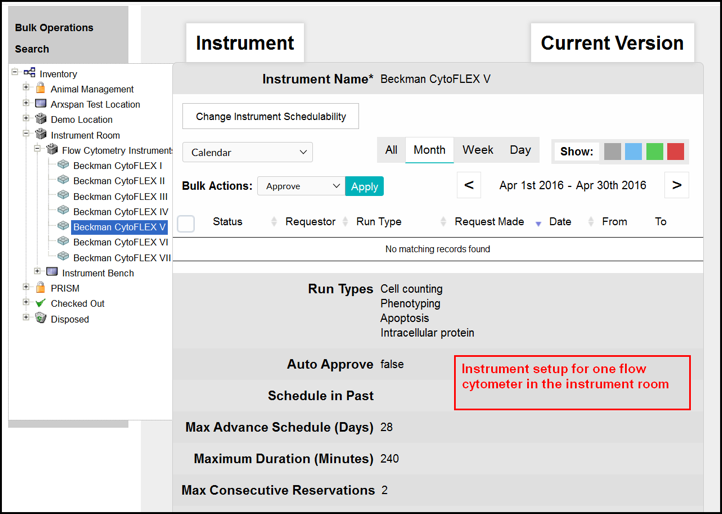 Bulk Operations
Search
Inventory
Animal Management
Arxspan Test Location
Demo Location
Instrument Room
Flow Cytometry Instruments
Beckman CytoFLEX I
Beckman CytoFLEX II
Beckman CytoFLEX III
Beckman CytoFLEX IV
Beckman CytoFLEX V
Beckman CytoFLEX VI
Beckman CytoFLEX VII
Instrument Bench
PRISM
Checked Out
Disposed
Instrument
Current Version
Instrument Name* Beckman CytoFLEX V
Change Instrument Schedulability
Calendar
All Month Week Day
Show:
Bulk Actions: Approve Apply
< Apr 1st 2016 - Apr 30th 2016 >
Status Requestor Run Type Request Made Date From To
No matching records found
Run Types Cell counting
Phenotyping
Apoptosis
Intracellular protein
Auto Approve false
Instrument setup for one flow
cytometer in the instrument room
Schedule in Past
Max Advance Schedule (Days) 28
Maximum Duration (Minutes) 240
Max Consecutive Reservations 2